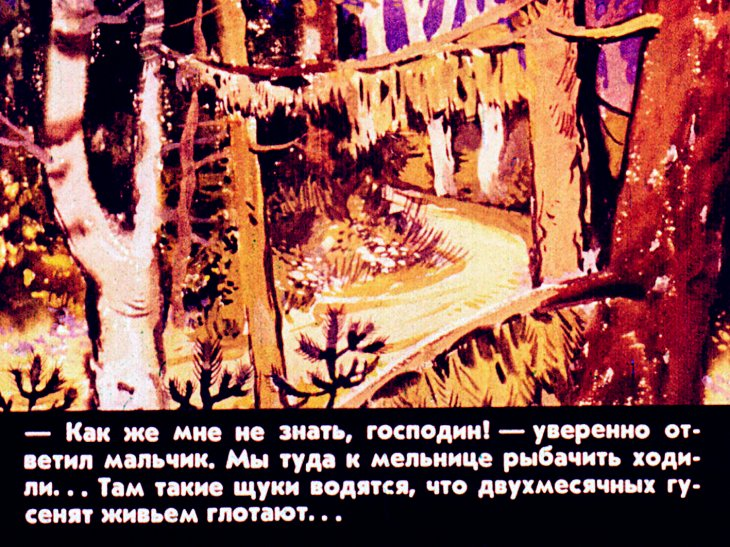 — Как же мне не знать, господин! — уверенно от-
ветил мальчик. Мы туда к мельнице рыбачить ходи-
ли. . . Там такие щуки водятся, что двухмесячных гу-
сенят живьем глотают. . .